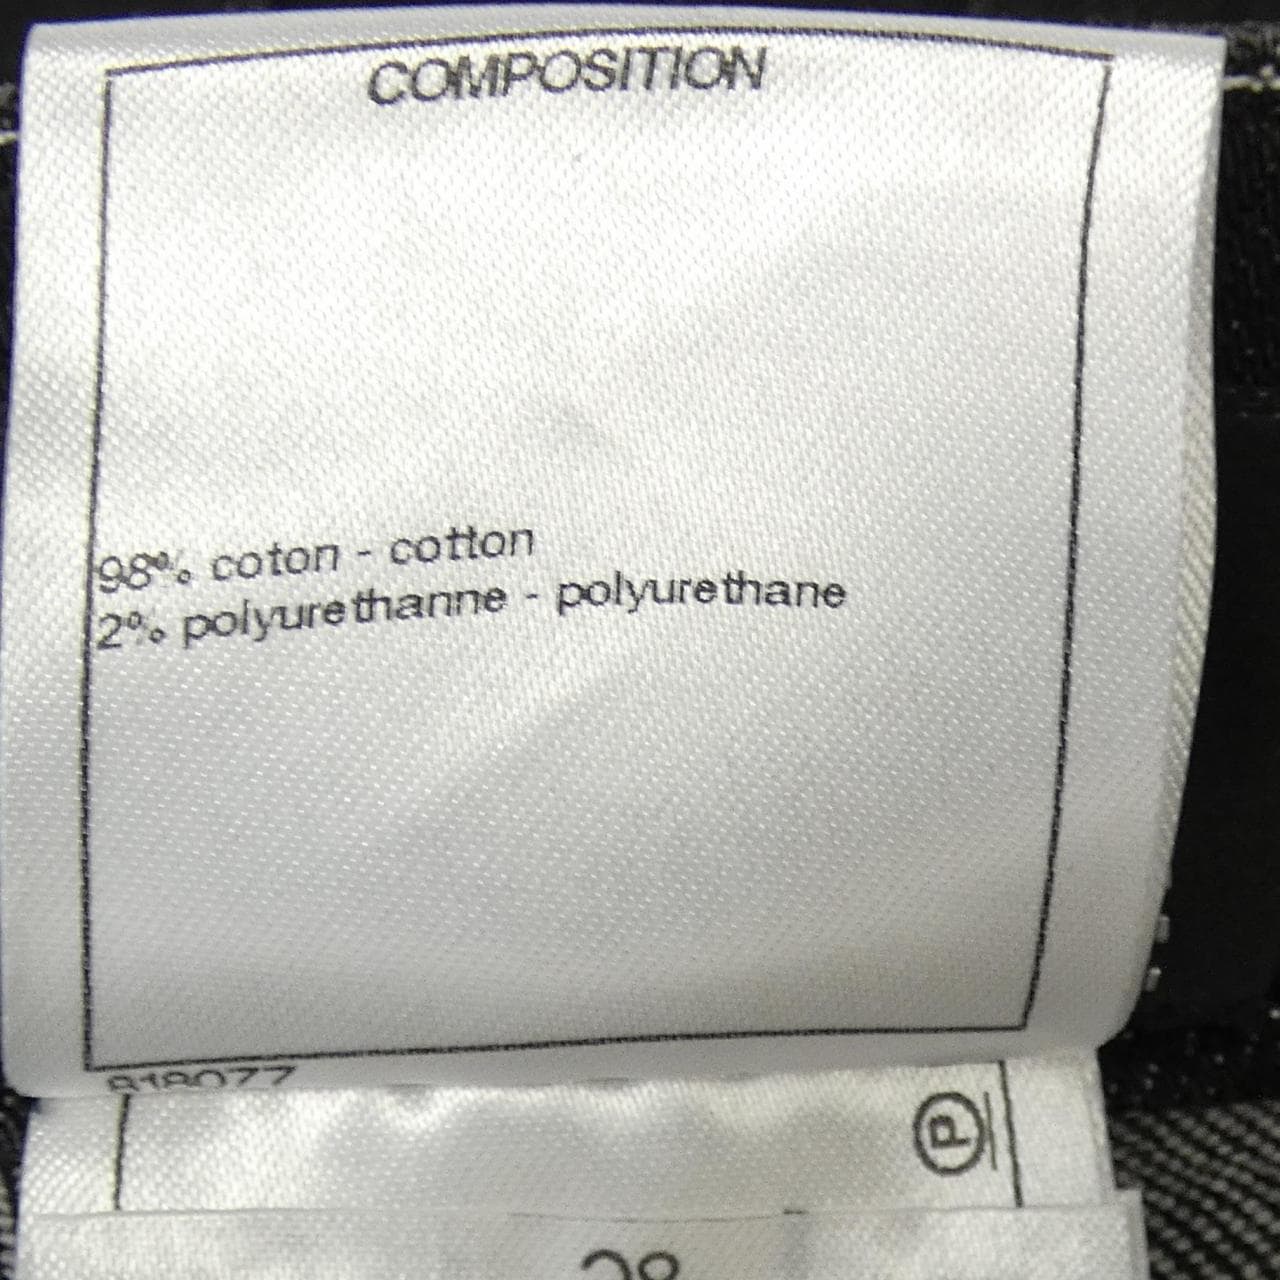 COMPOSITION
98% coton - cotton
2% polyurethanne - polyurethane
P